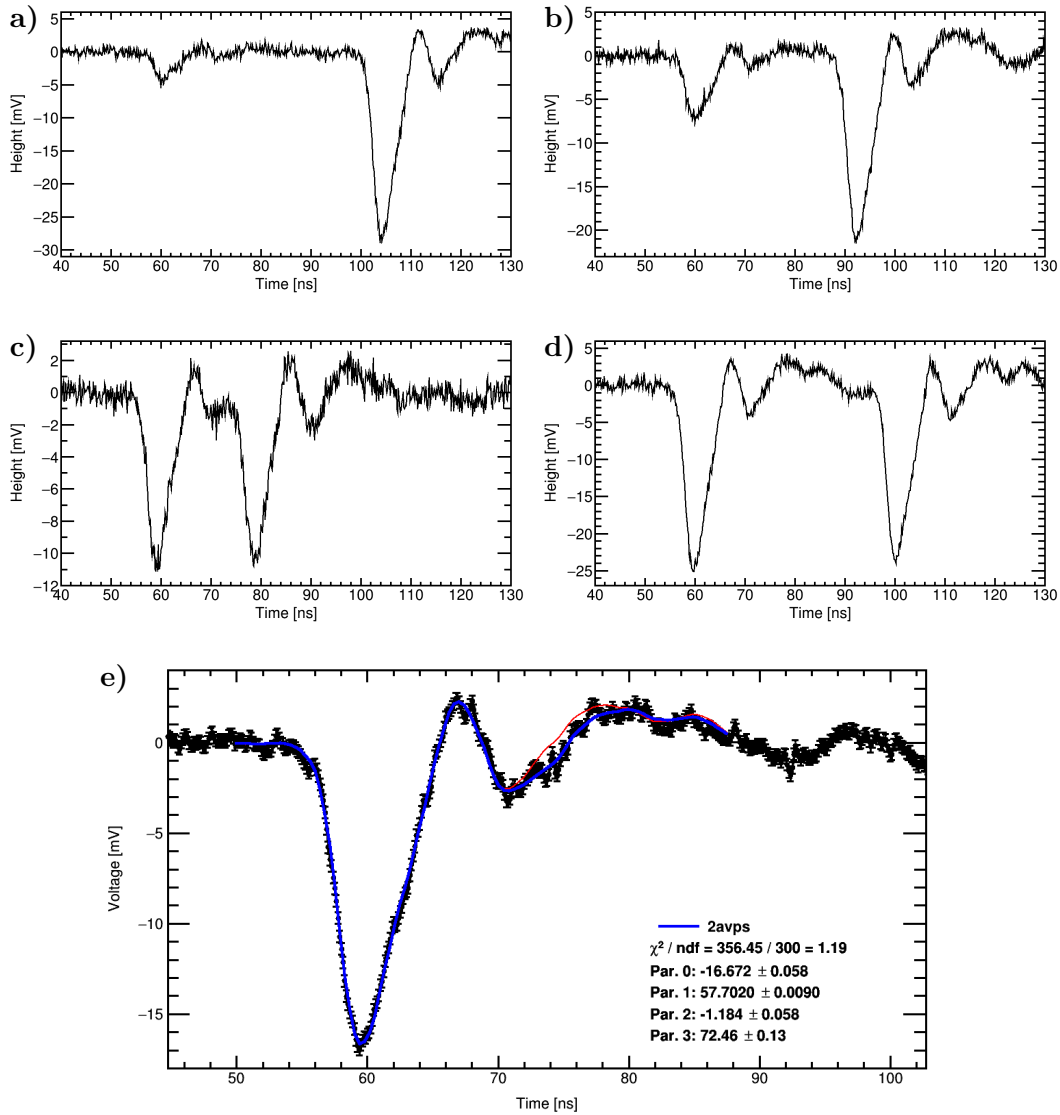 a)
Height [mV]
5
0
−5
−10
−15
−20
−25
−30
40 50 60 70 80 90 100 110 120 130
Time [ns]
b)
Height [mV]
5
0
−5
−10
−15
−20
40 50 60 70 80 90 100 110 120 130
Time [ns]
c)
Height [mV]
2
0
−2
−4
−6
−8
−10
−12
40 50 60 70 80 90 100 110 120 130
Time [ns]
d)
Height [mV]
5
0
−5
−10
−15
−20
−25
40 50 60 70 80 90 100 110 120 130
Time [ns]
e)
Voltage [mV]
0
−5
−10
−15
50 60 70 80 90 100
Time [ns]
2avps
χ² / ndf = 356.45 / 300 = 1.19
Par. 0: -16.672 ± 0.058
Par. 1: 57.7020 ± 0.0090
Par. 2: -1.184 ± 0.058
Par. 3: 72.46 ± 0.13